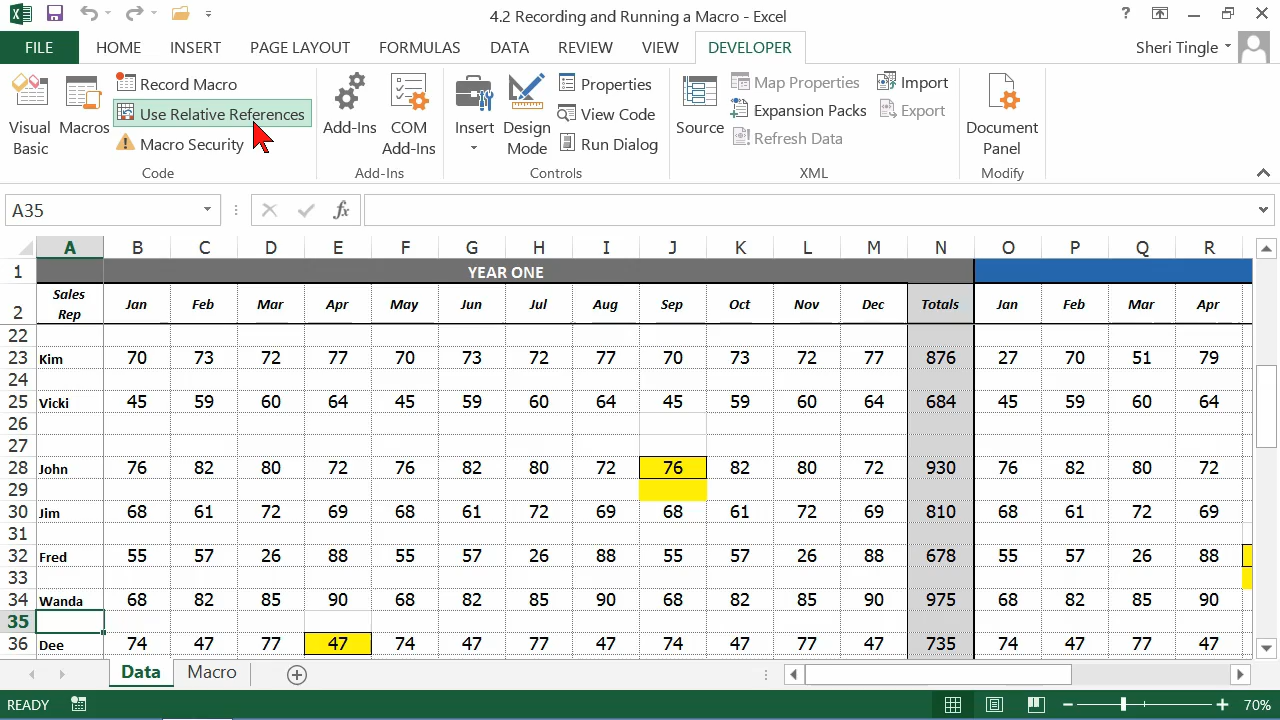 4.2 Recording and Running a Macro - Excel
?
FILE HOME INSERT PAGE LAYOUT FORMULAS DATA REVIEW VIEW DEVELOPER Sheri Tingle
Visual Basic
Macros
Record Macro
Use Relative References
Macro Security
Code
Add-Ins
COM Add-Ins
Add-Ins
Insert
Design Mode
Properties
View Code
Run Dialog
Controls
Source
Map Properties
Expansion Packs
Refresh Data
Import
Export
XML
Document Panel
Modify
A35 fx
A B C D E F G H I J K L M N O P Q R
1 YEAR ONE
2 Sales Rep Jan Feb Mar Apr May Jun Jul Aug Sep Oct Nov Dec Totals Jan Feb Mar Apr
22
23 Kim 70 73 72 77 70 73 72 77 70 73 72 77 876 27 70 51 79
24
25 Vicki 45 59 60 64 45 59 60 64 45 59 60 64 684 45 59 60 64
26
27
28 John 76 82 80 72 76 82 80 72 76 82 80 72 930 76 82 80 72
29
30 Jim 68 61 72 69 68 61 72 69 68 61 72 69 810 68 61 72 69
31
32 Fred 55 57 26 88 55 57 26 88 55 57 26 88 678 55 57 26 88
33
34 Wanda 68 82 85 90 68 82 85 90 68 82 85 90 975 68 82 85 90
35
36 Dee 74 47 77 47 74 47 77 47 74 47 77 47 735 74 47 77 47
Data Macro
READY 70%